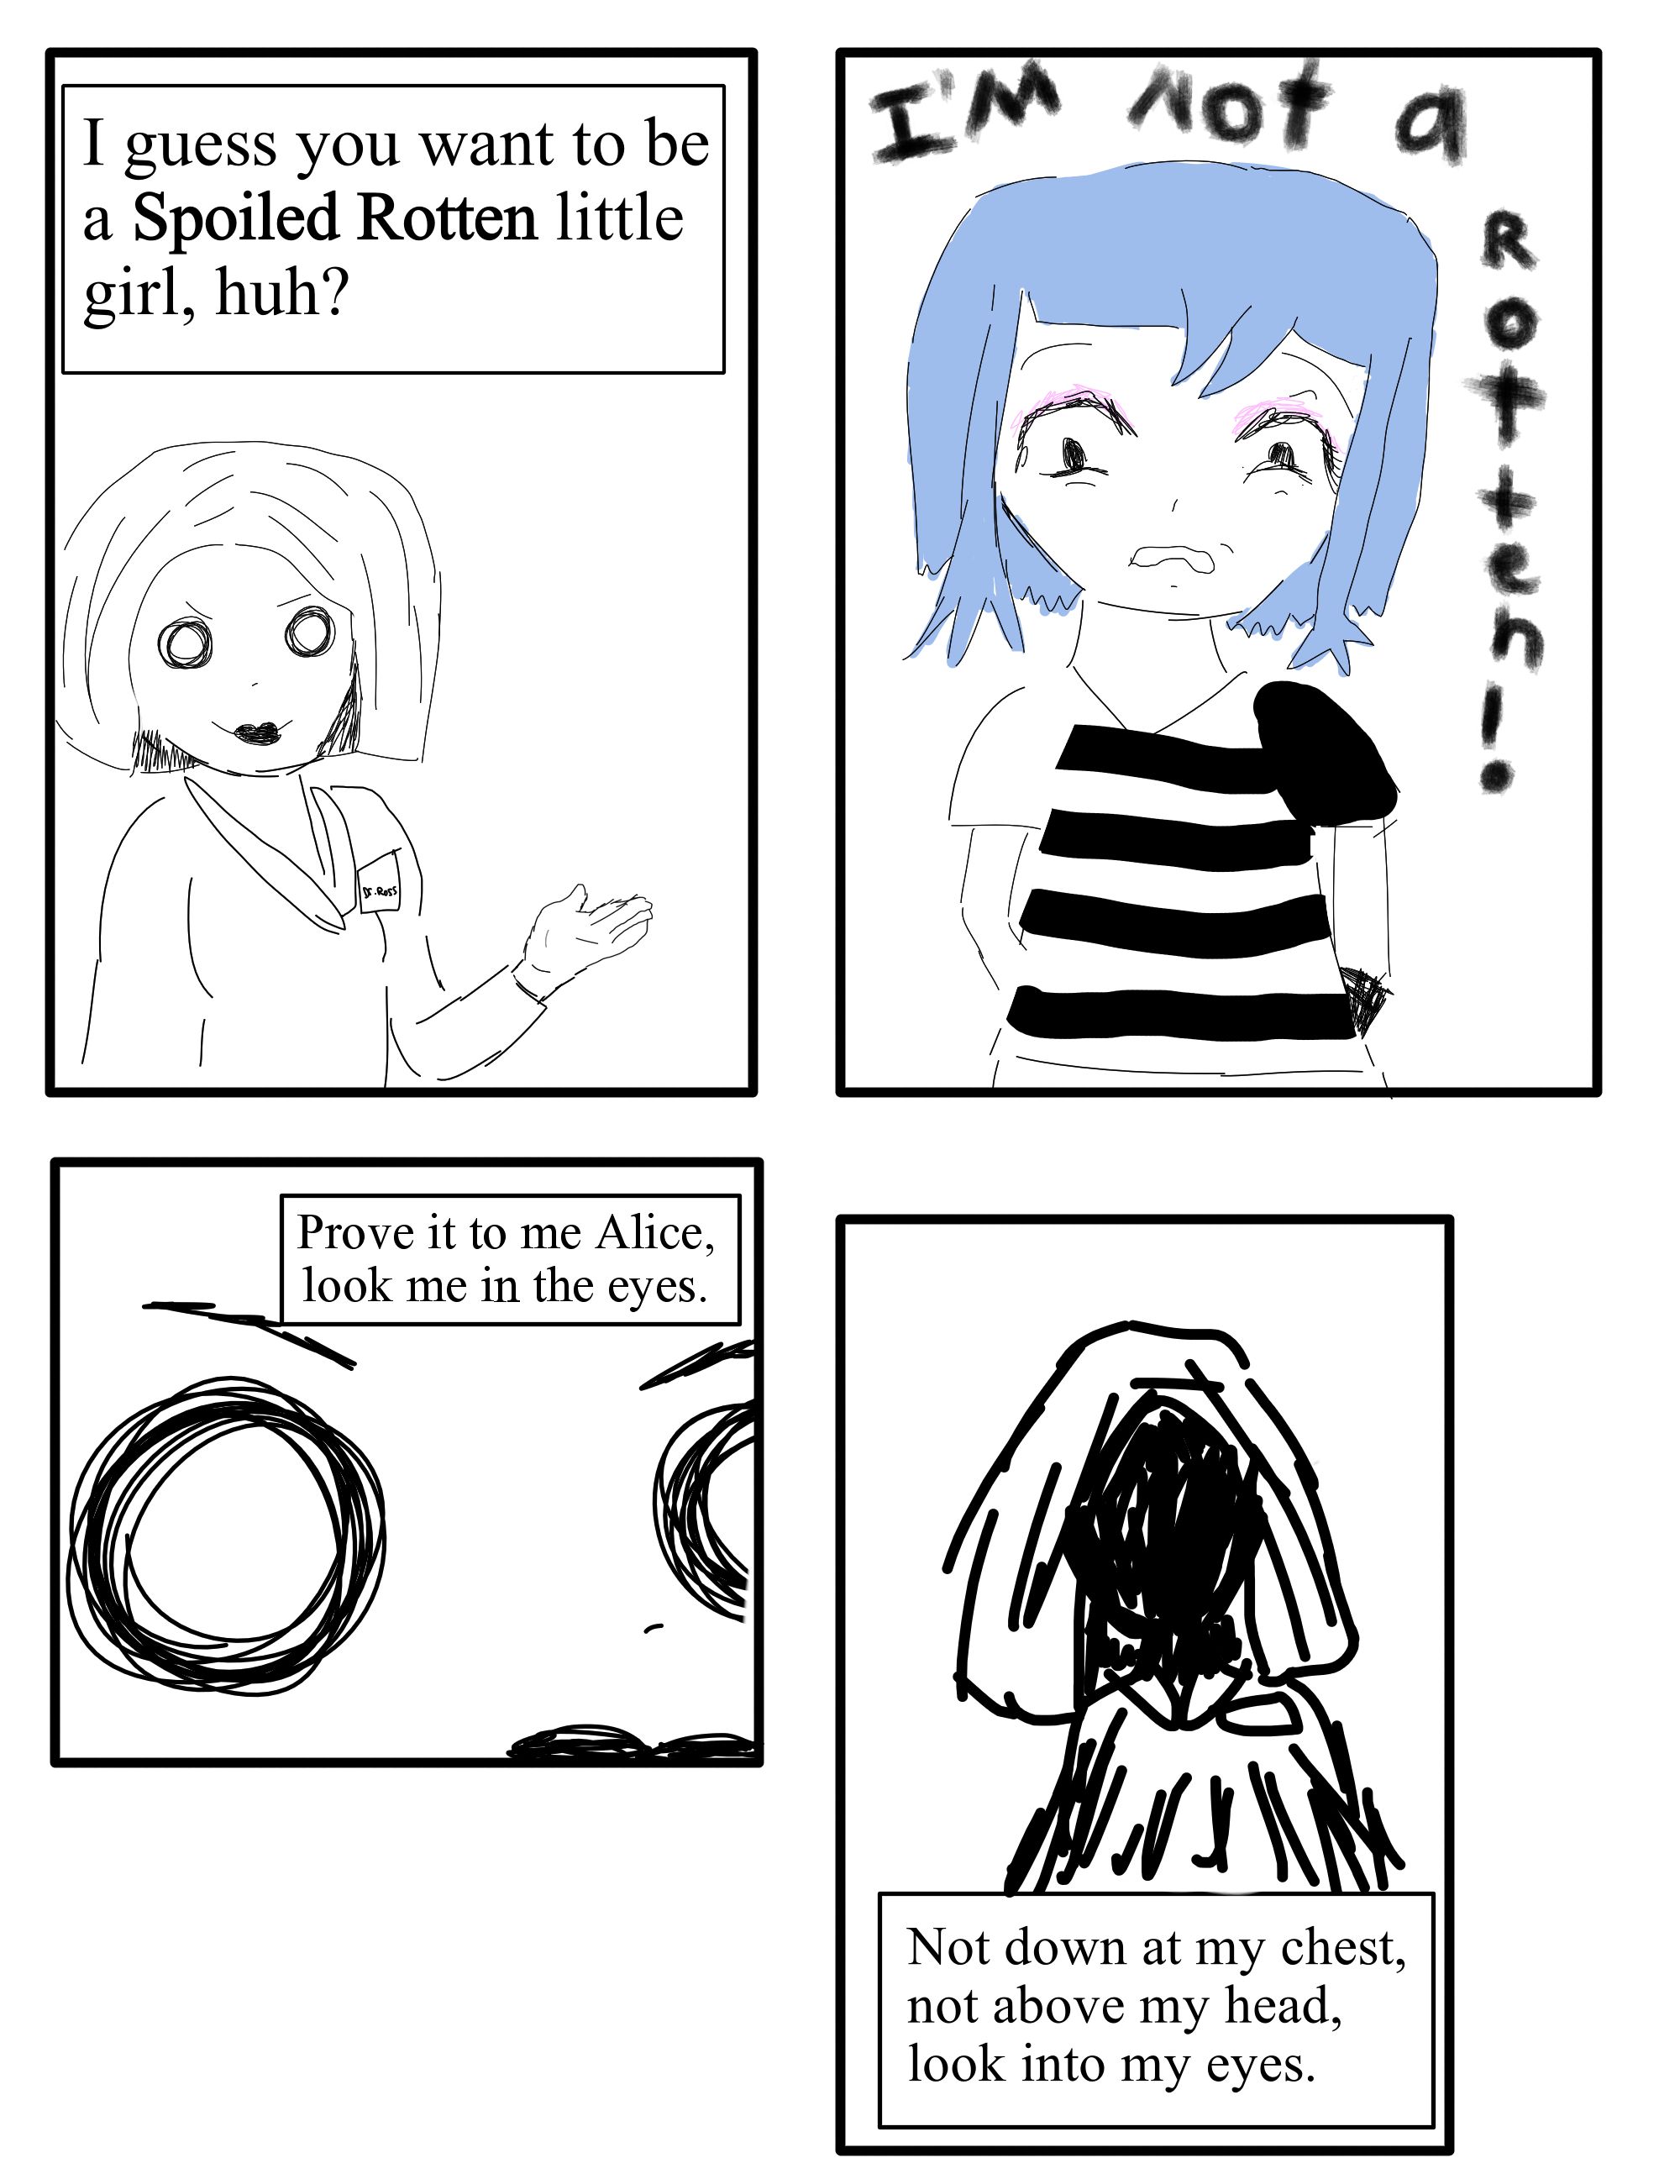 I guess you want to be
a Spoiled Rotten little
girl, huh?
Dr. Ross
I'M Not a
Rotten!
Prove it to me Alice,
look me in the eyes.
Not down at my chest,
not above my head,
look into my eyes.